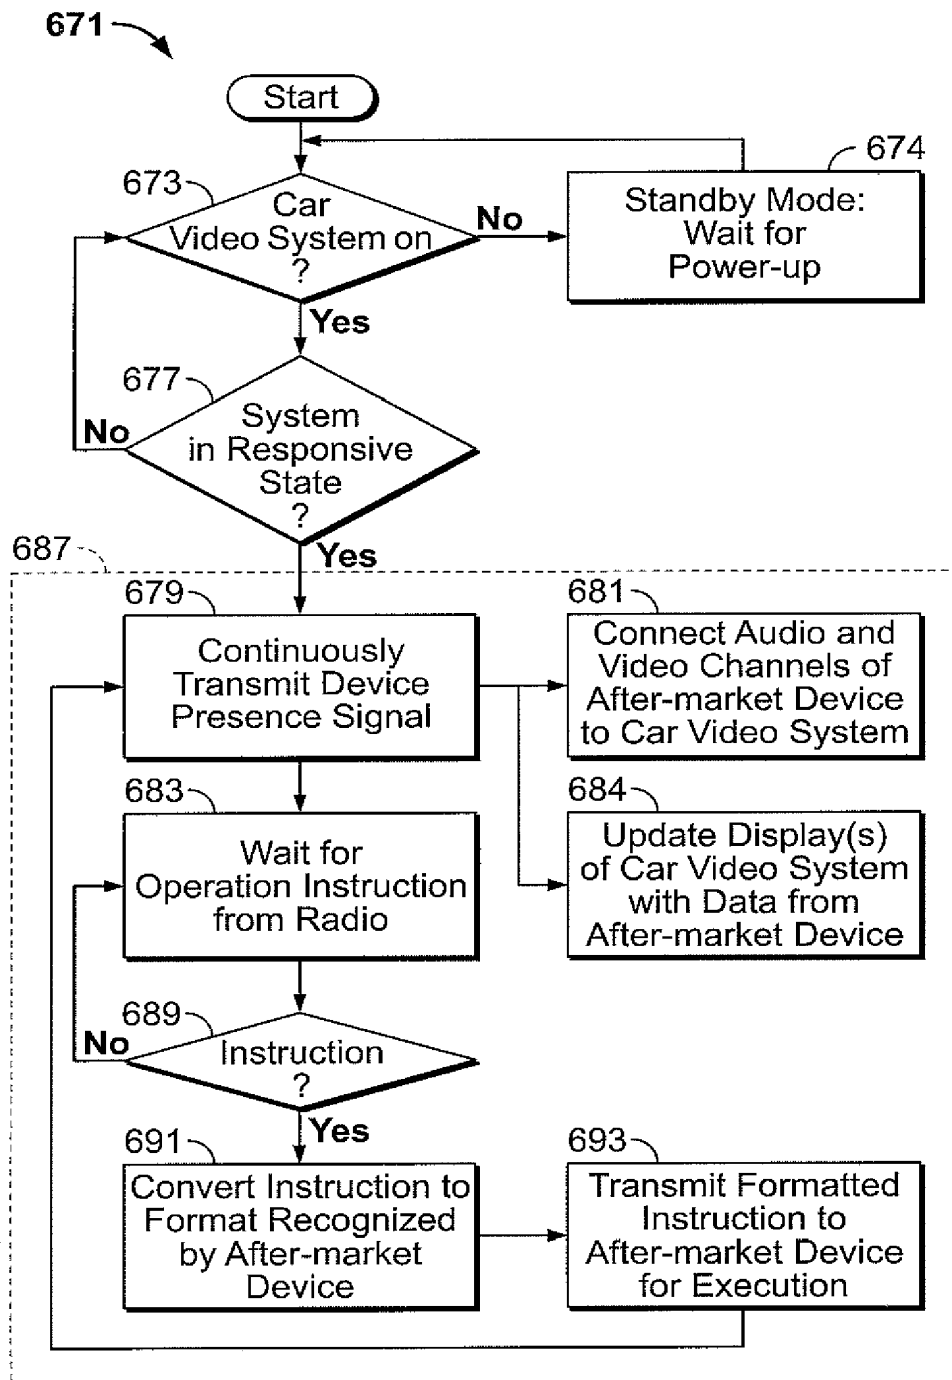 671
Start
673
Car
Video System on
?
No
674
Standby Mode:
Wait for
Power-up
Yes
677
System
in Responsive
State
?
No
Yes
687
679
Continuously
Transmit Device
Presence Signal
681
Connect Audio and
Video Channels of
After-market Device
to Car Video System
683
Wait for
Operation Instruction
from Radio
684
Update Display(s)
of Car Video System
with Data from
After-market Device
689
Instruction
?
No
Yes
691
Convert Instruction to
Format Recognized
by After-market
Device
693
Transmit Formatted
Instruction to
After-market Device
for Execution